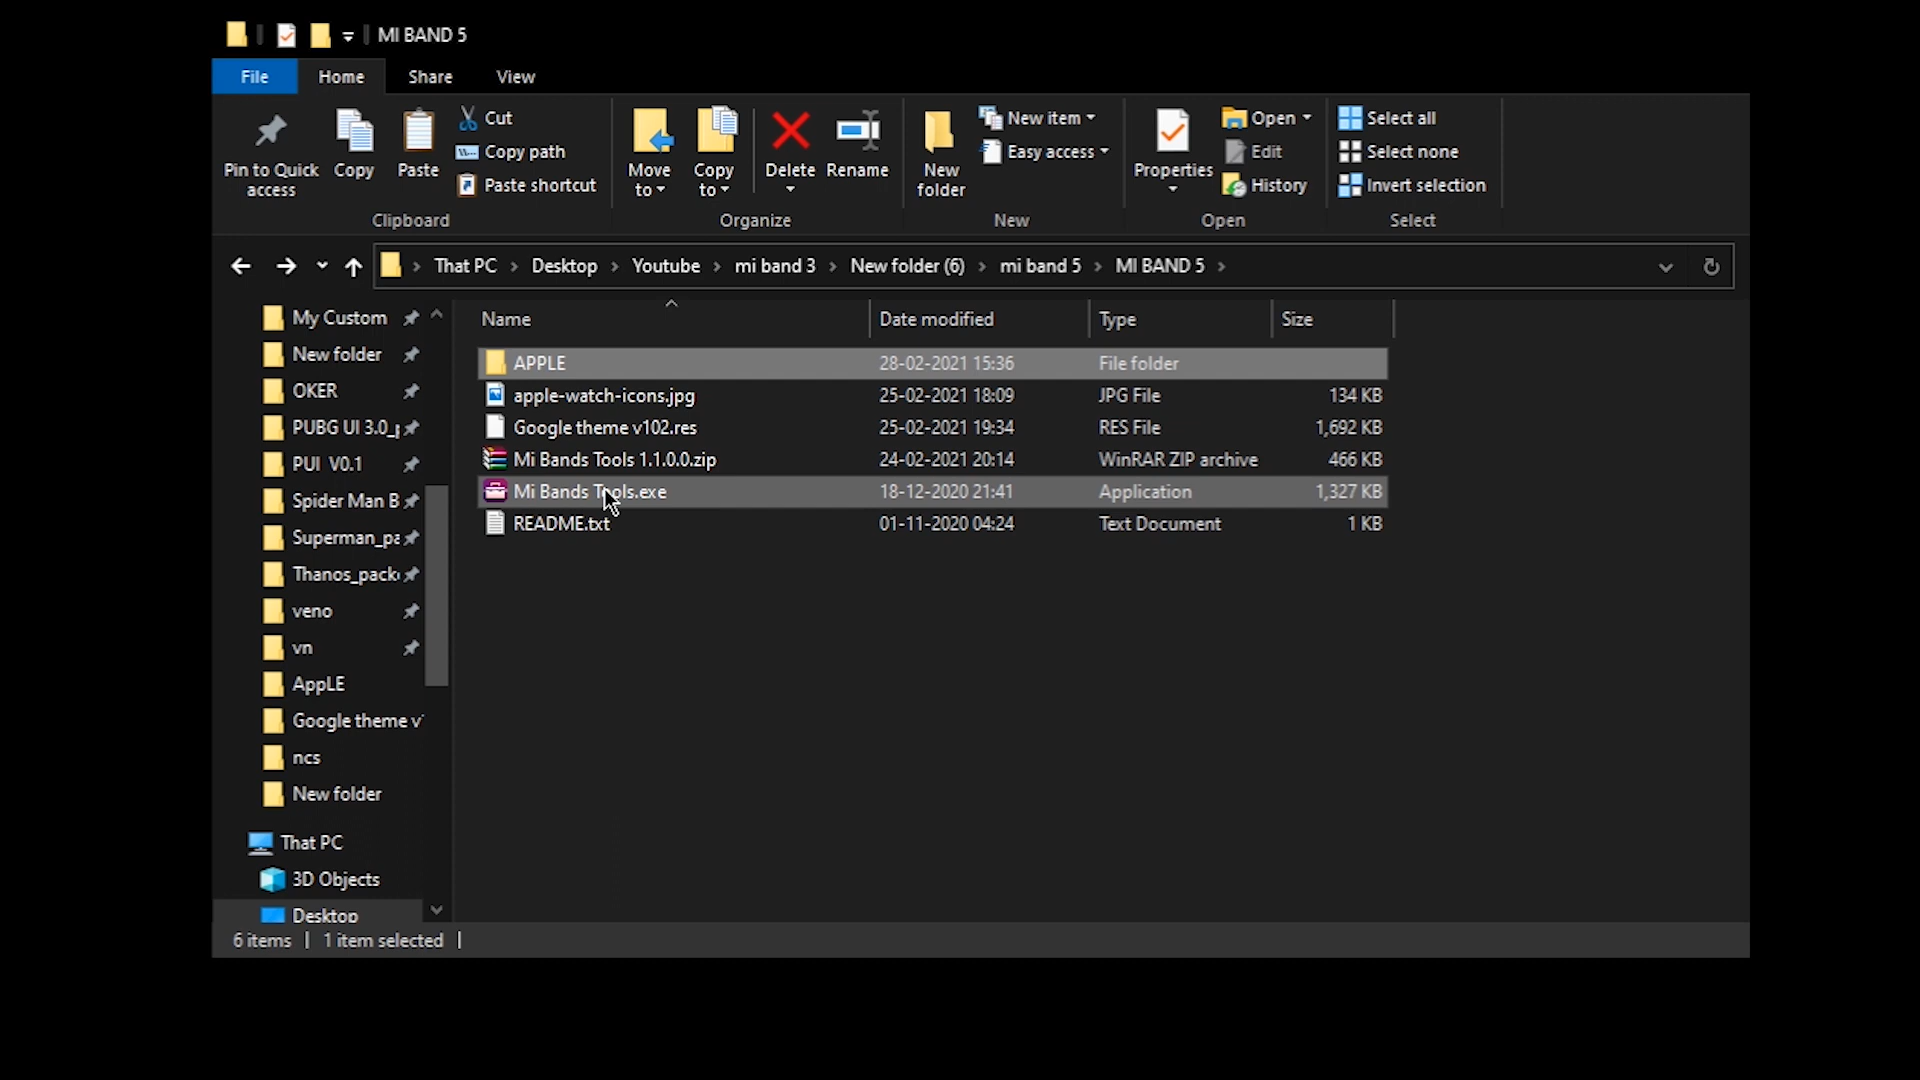 MI BAND 5
File Home Share View
Pin to Quick access
Copy
Paste
Cut
Copy path
Paste shortcut
Clipboard
Move to
Copy to
Delete
Rename
Organize
New folder
New item
Easy access
New
Properties
Open
Edit
History
Open
Select all
Select none
Invert selection
Select
That PC > Desktop > Youtube > mi band 3 > New folder (6) > mi band 5 > MI BAND 5 >
My Custom
New folder
OKER
PUBG UI 3.0_
PUI V0.1
Spider Man B
Superman_pa
Thanos_pack
veno
vn
AppLE
Google theme v
ncs
New folder
That PC
3D Objects
Desktop
Name Date modified Type Size
APPLE 28-02-2021 15:36 File folder
apple-watch-icons.jpg 25-02-2021 18:09 JPG File 134 KB
Google theme v102.res 25-02-2021 19:34 RES File 1,692 KB
Mi Bands Tools 1.1.0.0.zip 24-02-2021 20:14 WinRAR ZIP archive 466 KB
Mi Bands Tools.exe 18-12-2020 21:41 Application 1,327 KB
README.txt 01-11-2020 04:24 Text Document 1 KB
6 items | 1 item selected |